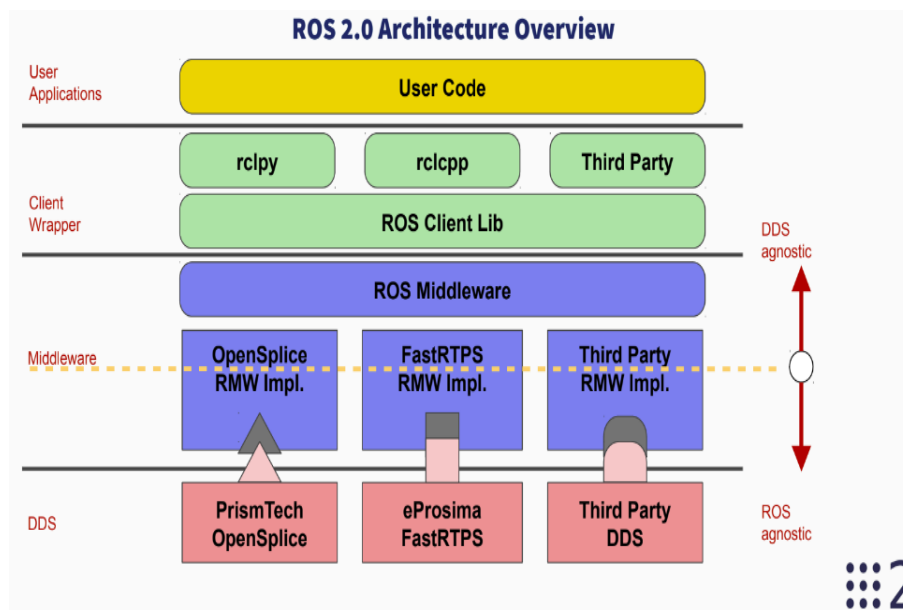 ROS 2.0 Architecture Overview
User
Applications
User Code
rclpy
rclcpp
Third Party
Client
Wrapper
ROS Client Lib
DDS
agnostic
ROS Middleware
Middleware
OpenSplice
RMW Impl.
FastRTPS
RMW Impl.
Third Party
RMW Impl.
DDS
PrismTech
OpenSplice
eProsima
FastRTPS
Third Party
DDS
ROS
agnostic
2